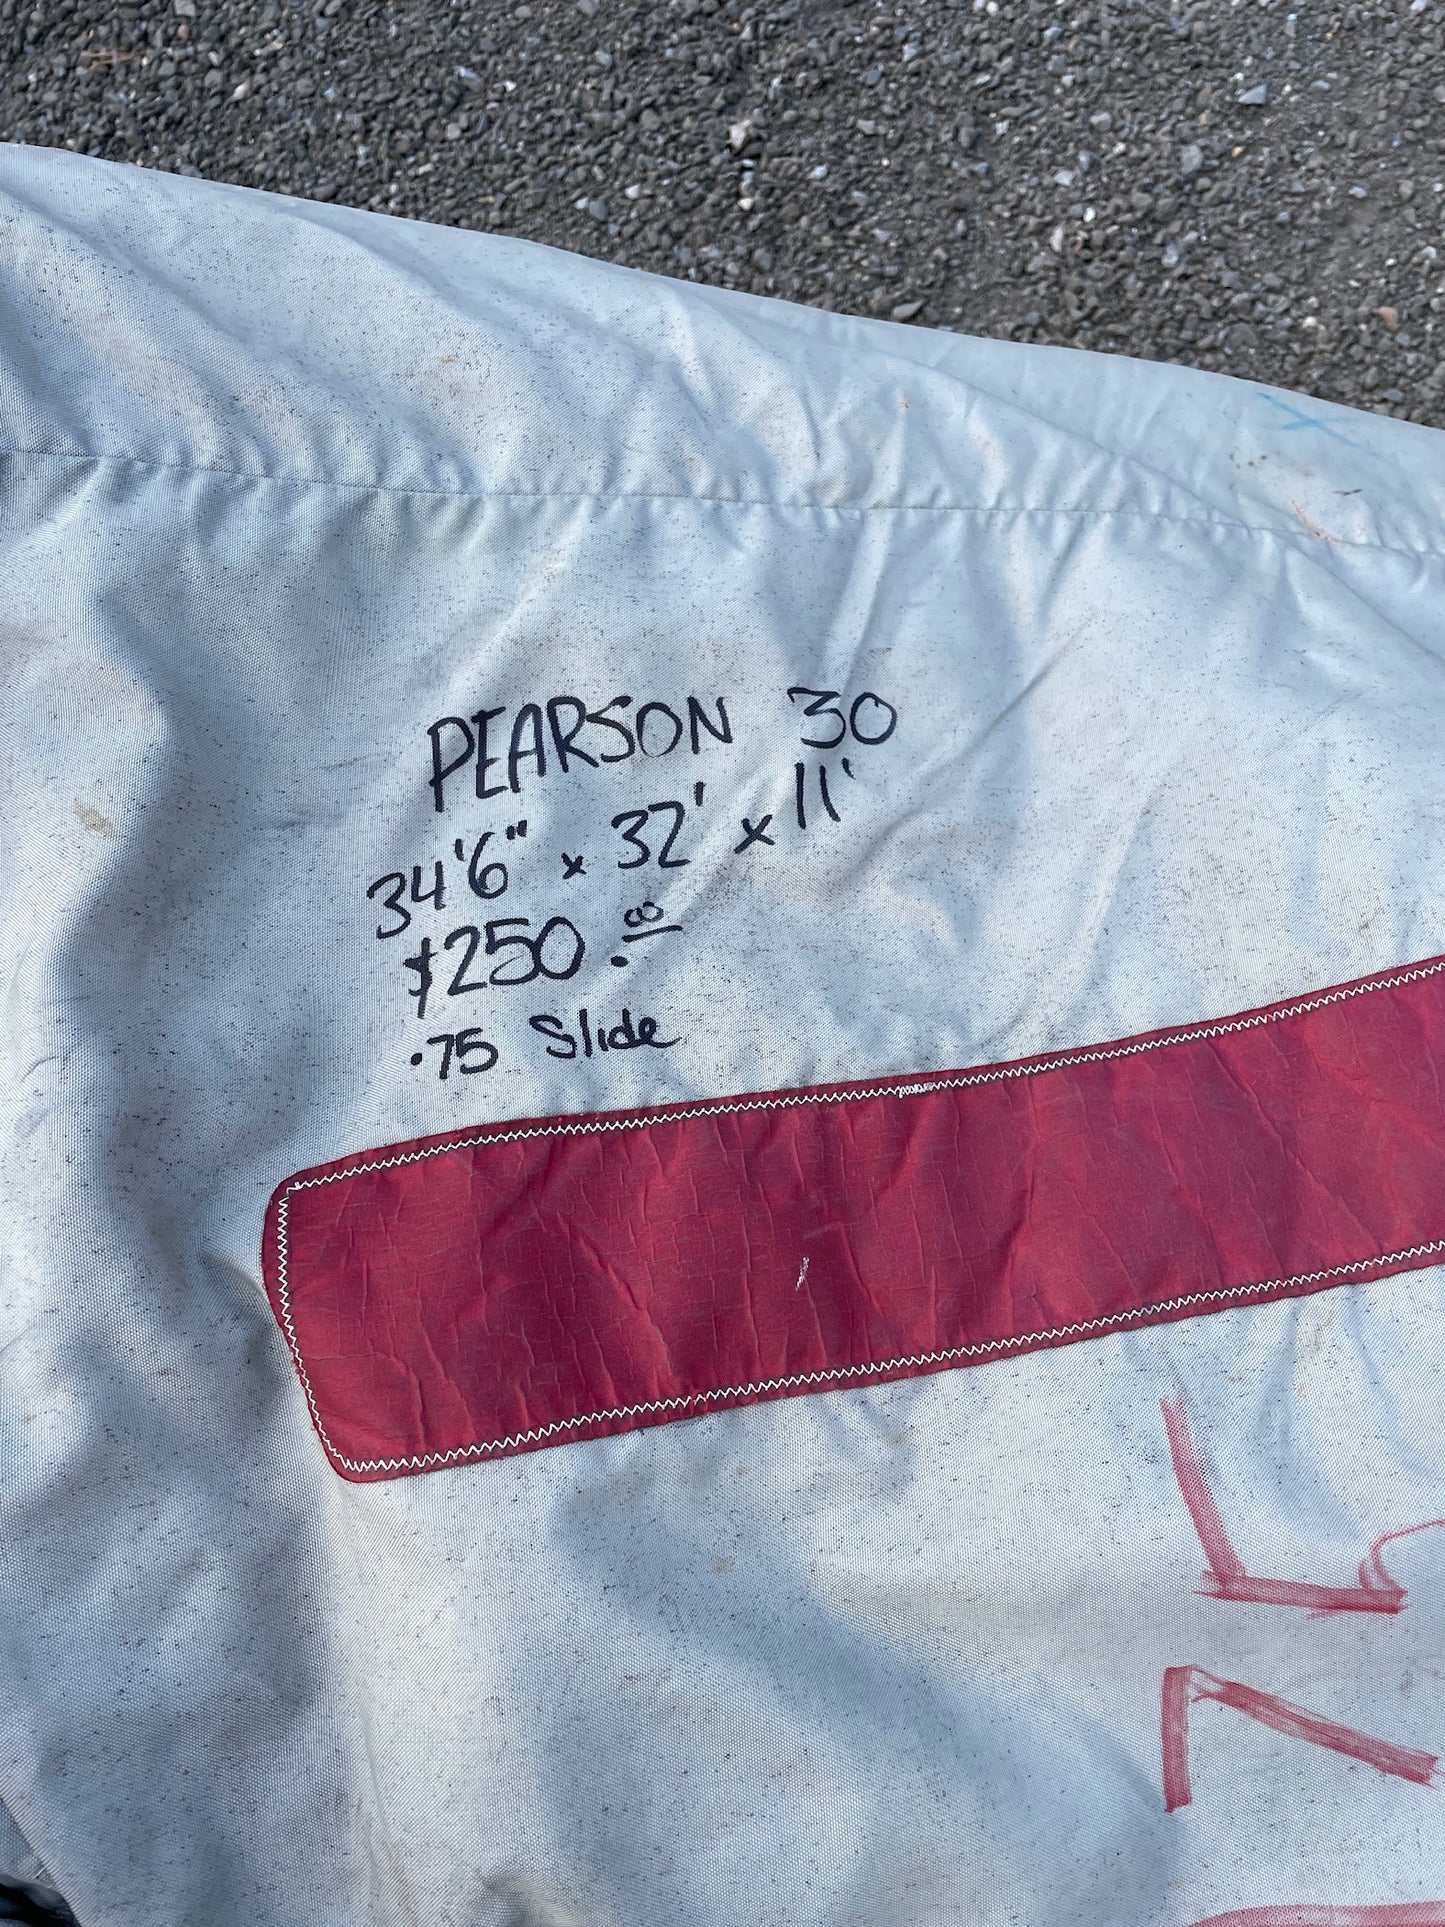 PEARSON 30
34'6" x 32' x 11'
$250.00
.75 Slide